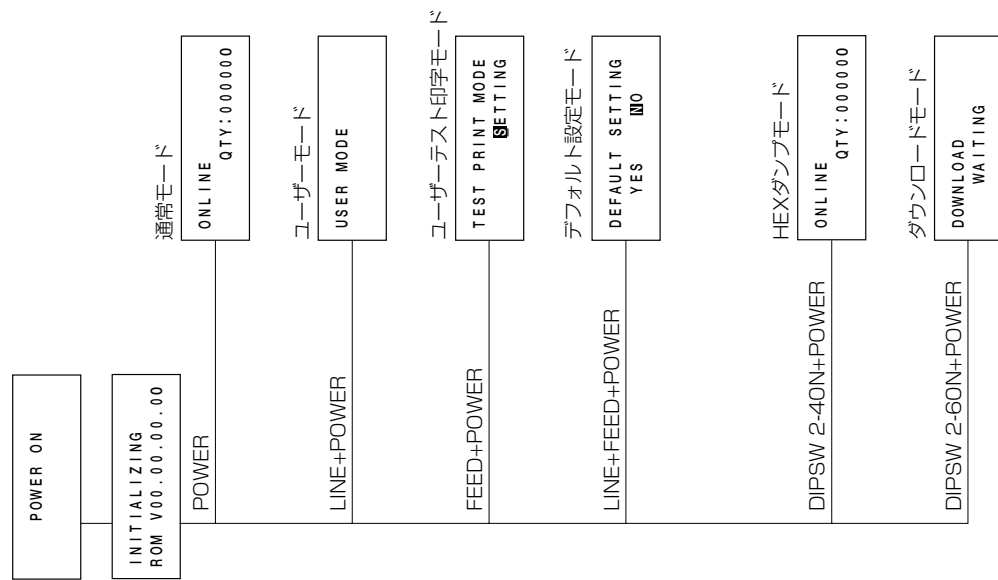 POWER ON
INITIALIZING
ROM V00.00.00.00
POWER
通常モード
ONLINE
QTY:000000
LINE+POWER
ユーザーモード
USER MODE
FEED+POWER
ユーザーテスト印字モード
TEST PRINT MODE
SETTING
LINE+FEED+POWER
デフォルト設定モード
DEFAULT SETTING
YES NO
DIPSW 2-4ON+POWER
HEXダンプモード
ONLINE
QTY:000000
DIPSW 2-6ON+POWER
ダウンロードモード
DOWNLOAD
WAITING